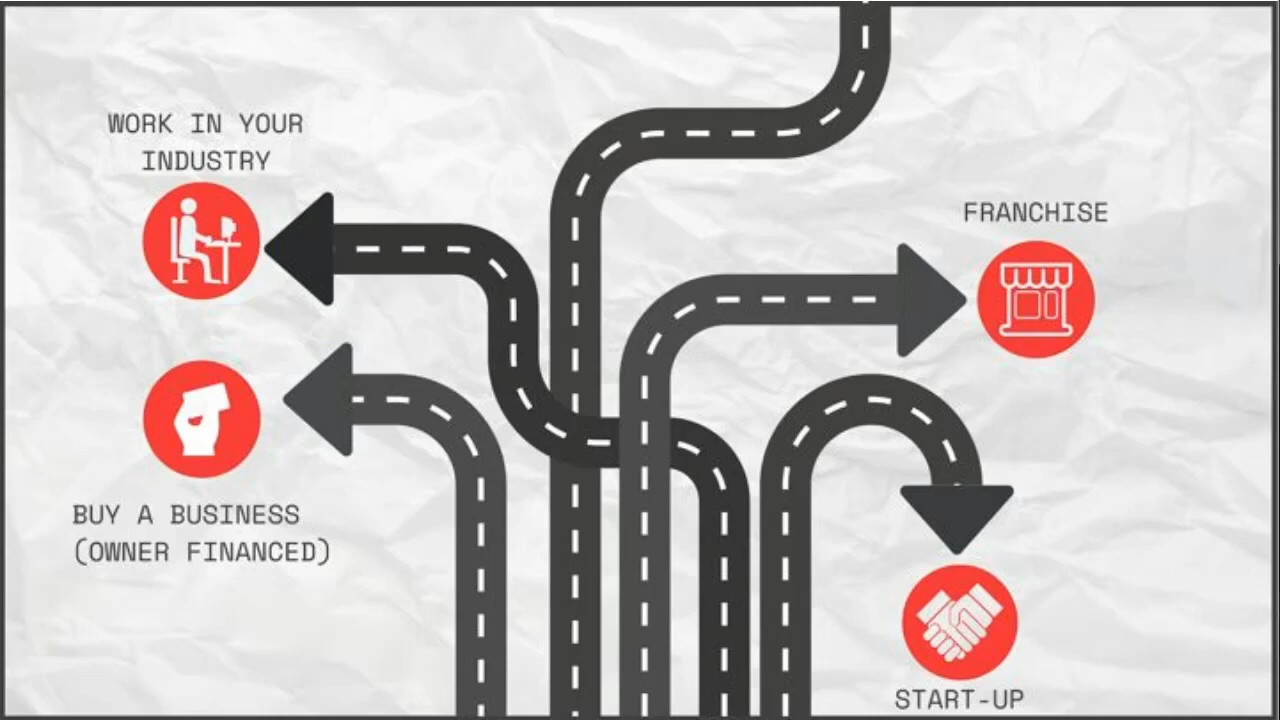 WORK IN YOUR
INDUSTRY
FRANCHISE
BUY A BUSINESS
(OWNER FINANCED)
START-UP